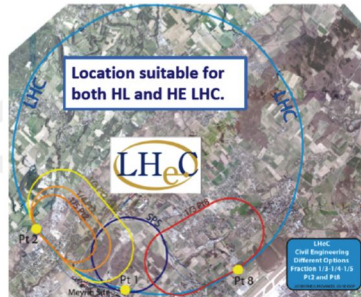 Location suitable for
both HL and HE LHC.
LHC
LHC
LHeC
SPS
Pt 2
Pt 1
Pt 8
LHeC
Civil Engineering
Different Options
Fraction 1/3-1/4-1/5
Pt2 and Pt8